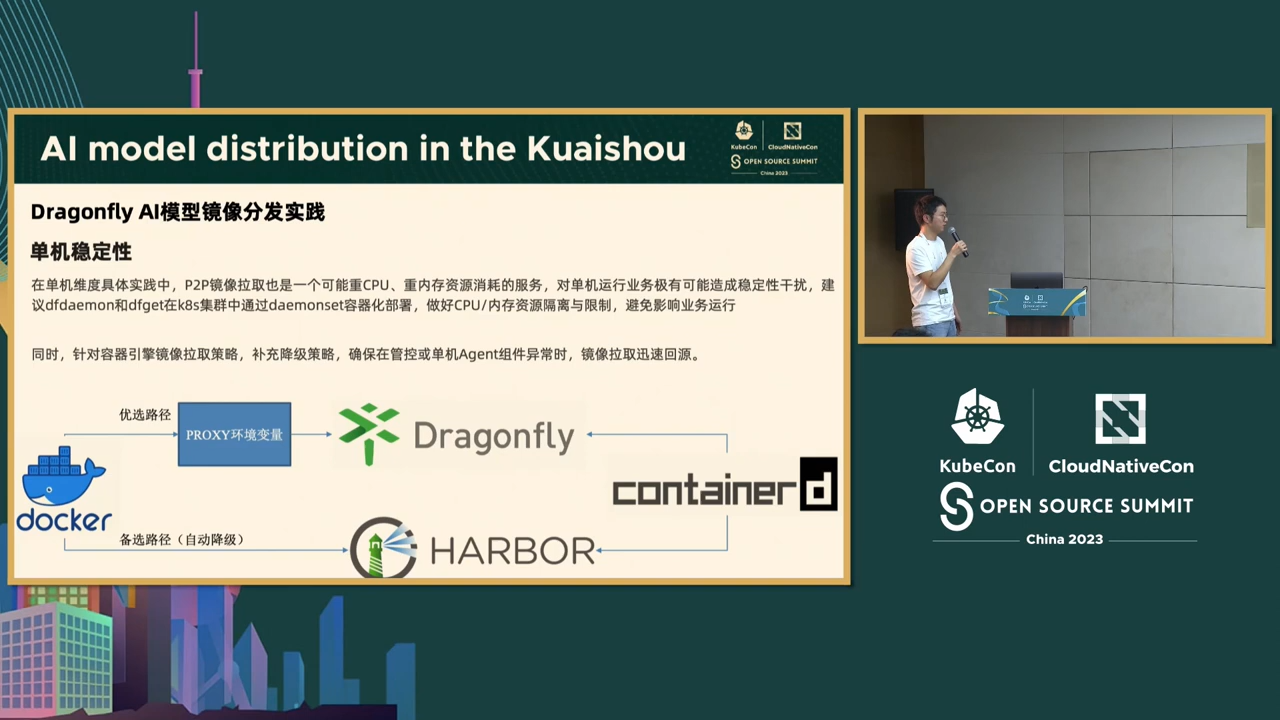 AI model distribution in the Kuaishou
KubeCon
CloudNativeCon
OPEN SOURCE SUMMIT
China 2023
Dragonfly AI模型镜像分发实践
单机稳定性
在单机维度具体实践中，P2P镜像拉取也是一个可能重CPU、重内存资源消耗的服务，对单机运行业务极有可能造成稳定性干扰，建
议dfdaemon和dfget在k8s集群中通过daemonset容器化部署，做好CPU/内存资源隔离与限制，避免影响业务运行
同时，针对容器引擎镜像拉取策略，补充降级策略，确保在管控或单机Agent组件异常时，镜像拉取迅速回源。
优选路径
PROXY环境变量
Dragonfly
docker
containerd
备选路径（自动降级）
HARBOR
KubeCon
CloudNativeCon
OPEN SOURCE SUMMIT
China 2023